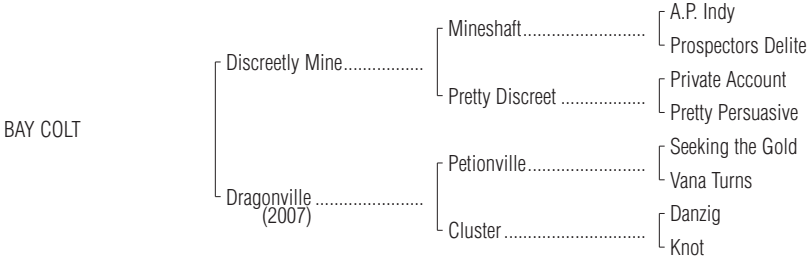 A.P. Indy
Mineshaft..............................
Prospectors Delite
Discreetly Mine.................
Private Account
Pretty Discreet .....................
Pretty Persuasive
BAY COLT
Seeking the Gold
Petionville.............................
Vana Turns
Dragonville ..........................
(2007)
Danzig
Cluster...................................
Knot